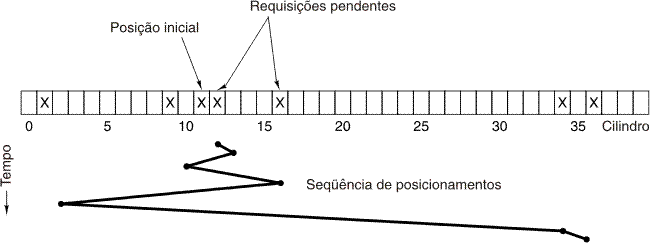 Requisições pendentes
Posição inicial
X X X X X X X
0 5 10 15 20 25 30 35 Cilindro
Tempo
Seqüência de posicionamentos